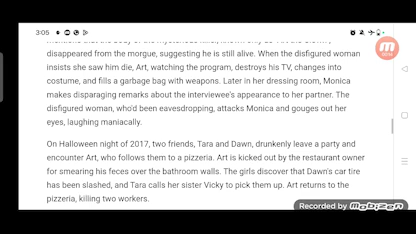 3:05
disappeared from the morgue, suggesting he is still alive. When the disfigured woman
insists she saw him die, Art, watching the program, destroys his TV, changes into
costume, and fills a garbage bag with weapons. Later in her dressing room, Monica
makes disparaging remarks about the interviewee's appearance to her partner. The
disfigured woman, who'd been eavesdropping, attacks Monica and gouges out her
eyes, laughing maniacally.
On Halloween night of 2017, two friends, Tara and Dawn, drunkenly leave a party and
encounter Art, who follows them to a pizzeria. Art is kicked out by the restaurant owner
for smearing his feces over the bathroom walls. The girls discover that Dawn's car tire
has been slashed, and Tara calls her sister Vicky to pick them up. Art returns to the
pizzeria, killing two workers.
Recorded by Mobizen